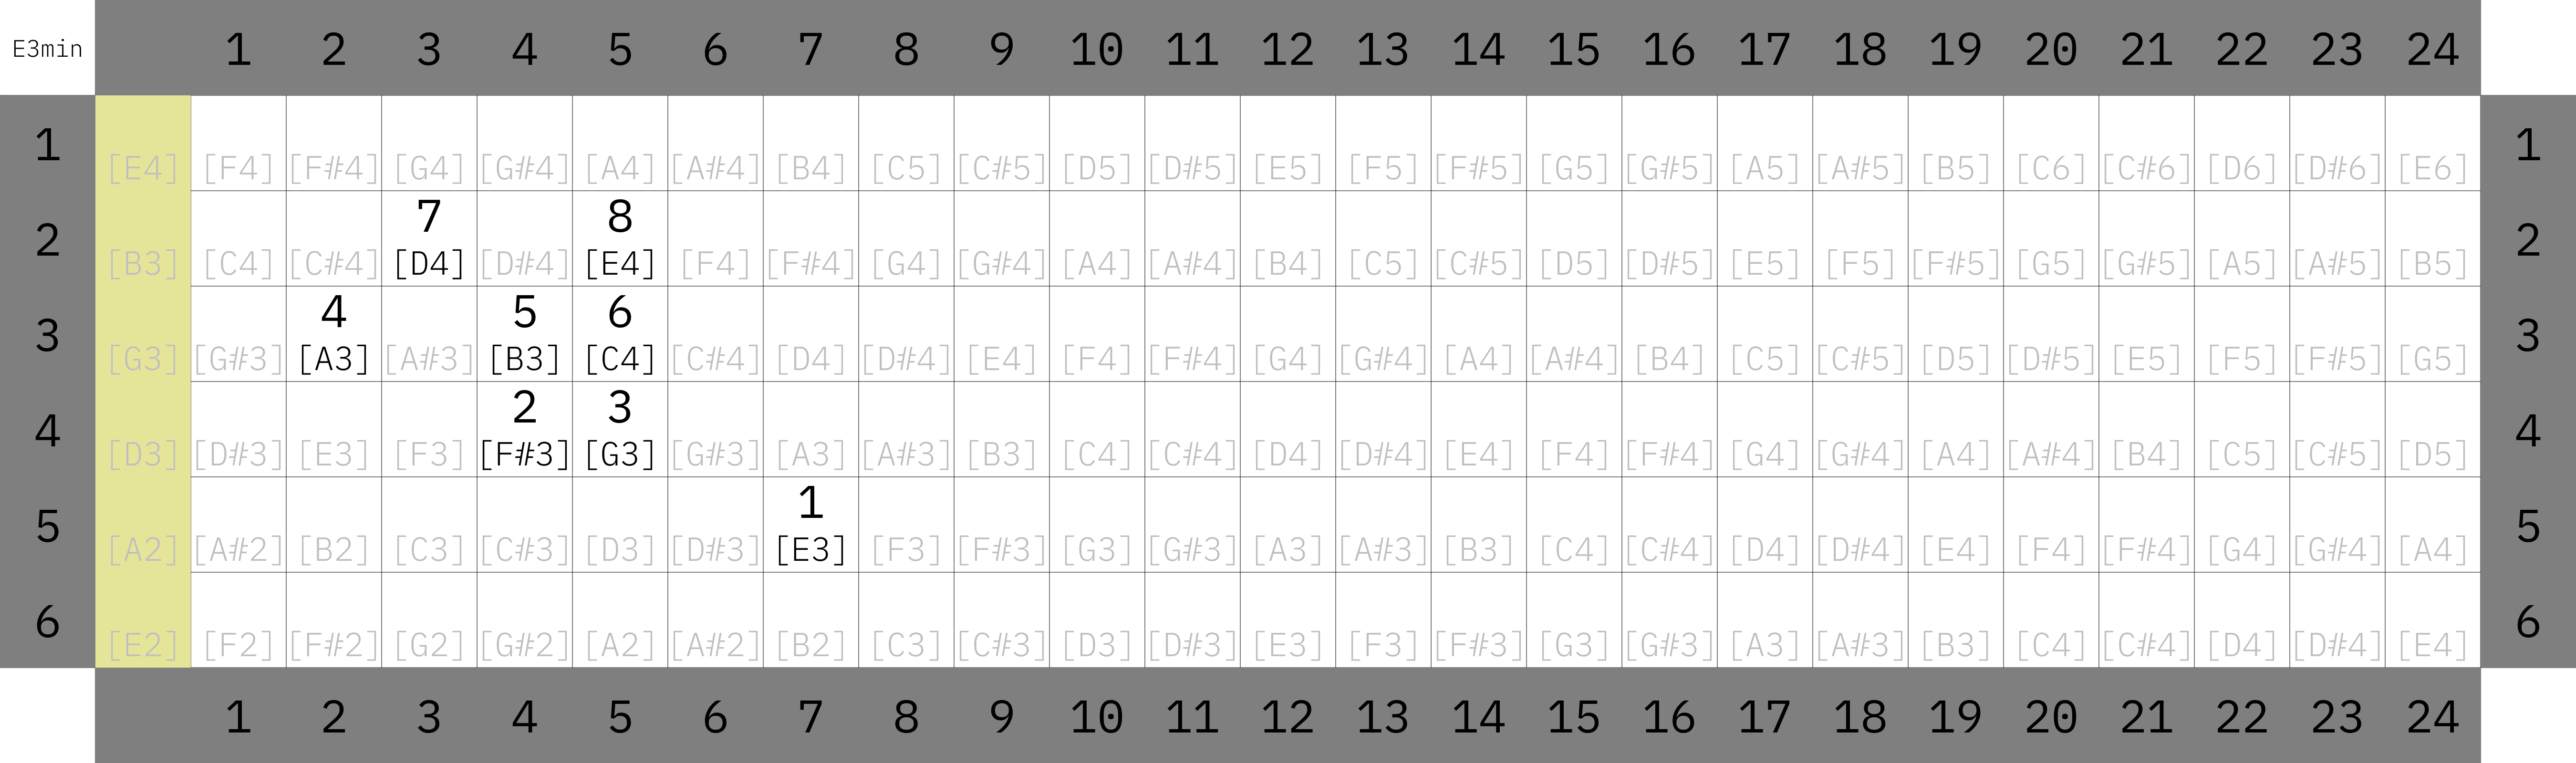 E3min 1 2 3 4 5 6 7 8 9 10 11 12 13 14 15 16 17 18 19 20 21 22 23 24
1 [E4] [F4] [F#4] [G4] [G#4] [A4] [A#4] [B4] [C5] [C#5] [D5] [D#5] [E5] [F5] [F#5] [G5] [G#5] [A5] [A#5] [B5] [C6] [C#6] [D6] [D#6] [E6] 1
7 8
2 [B3] [C4] [C#4] [D4] [D#4] [E4] [F4] [F#4] [G4] [G#4] [A4] [A#4] [B4] [C5] [C#5] [D5] [D#5] [E5] [F5] [F#5] [G5] [G#5] [A5] [A#5] [B5] 2
4 5 6
3 [G3] [G#3] [A3] [A#3] [B3] [C4] [C#4] [D4] [D#4] [E4] [F4] [F#4] [G4] [G#4] [A4] [A#4] [B4] [C5] [C#5] [D5] [D#5] [E5] [F5] [F#5] [G5] 3
2 3
4 [D3] [D#3] [E3] [F3] [F#3] [G3] [G#3] [A3] [A#3] [B3] [C4] [C#4] [D4] [D#4] [E4] [F4] [F#4] [G4] [G#4] [A4] [A#4] [B4] [C5] [C#5] [D5] 4
1
5 [A2] [A#2] [B2] [C3] [C#3] [D3] [D#3] [E3] [F3] [F#3] [G3] [G#3] [A3] [A#3] [B3] [C4] [C#4] [D4] [D#4] [E4] [F4] [F#4] [G4] [G#4] [A4] 5
6 [E2] [F2] [F#2] [G2] [G#2] [A2] [A#2] [B2] [C3] [C#3] [D3] [D#3] [E3] [F3] [F#3] [G3] [G#3] [A3] [A#3] [B3] [C4] [C#4] [D4] [D#4] [E4] 6
1 2 3 4 5 6 7 8 9 10 11 12 13 14 15 16 17 18 19 20 21 22 23 24